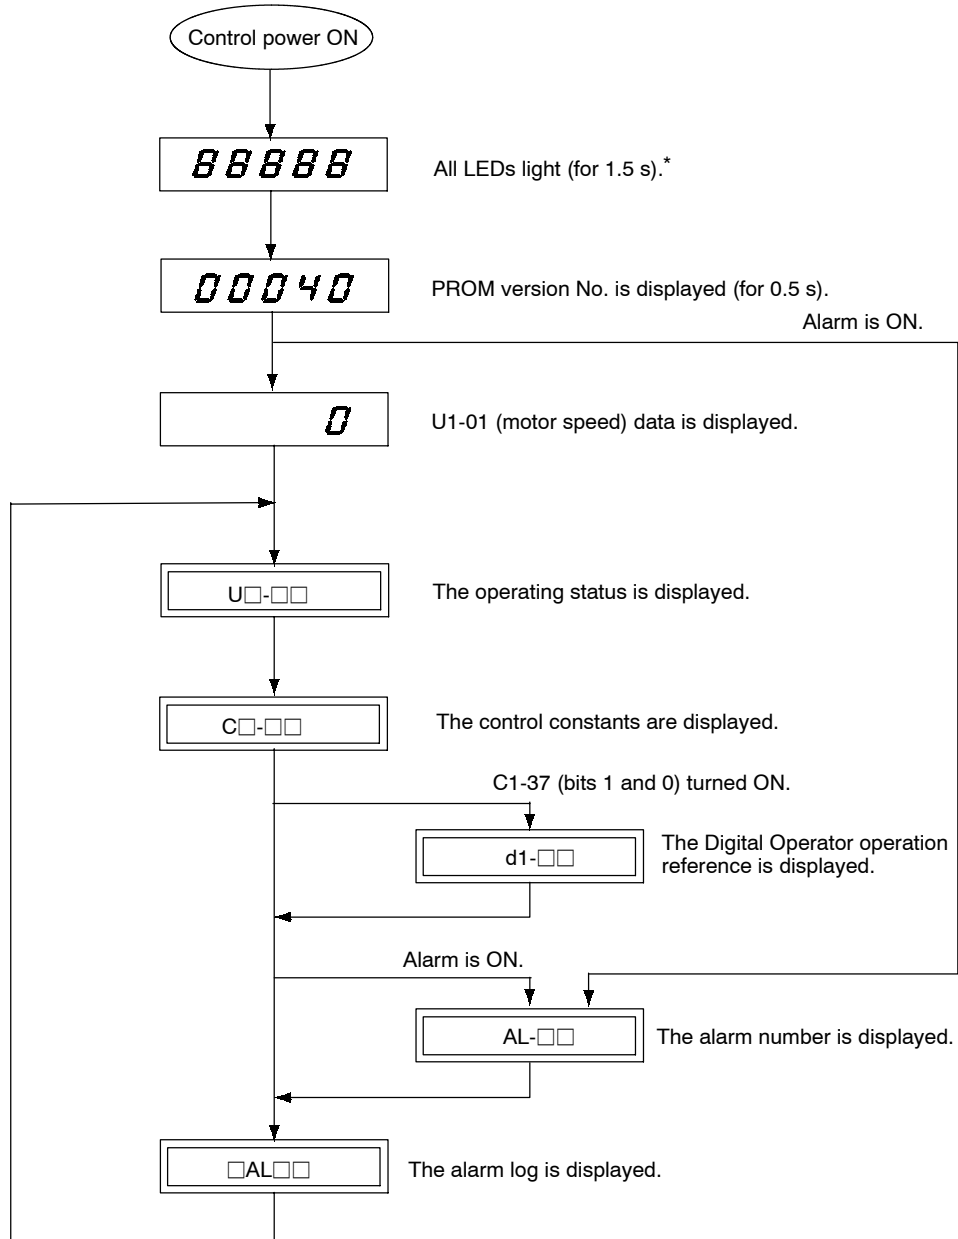 Control power ON
88888
All LEDs light (for 1.5 s).*
00040
PROM version No. is displayed (for 0.5 s).
Alarm is ON.
0
U1-01 (motor speed) data is displayed.
U□-□□
The operating status is displayed.
C□-□□
The control constants are displayed.
C1-37 (bits 1 and 0) turned ON.
d1-□□
The Digital Operator operation
reference is displayed.
Alarm is ON.
AL-□□
The alarm number is displayed.
□AL□□
The alarm log is displayed.